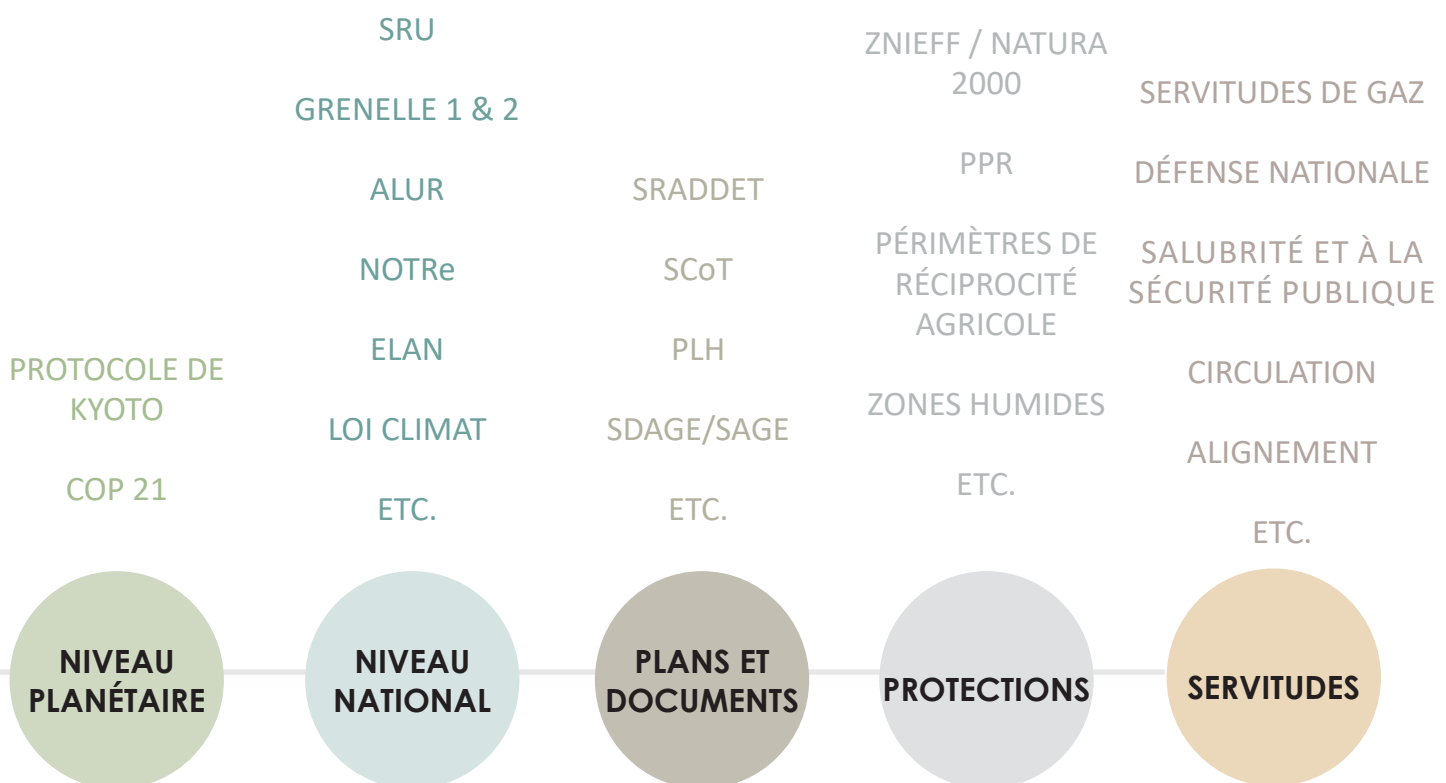 SRU
GRENELLE 1 & 2
ALUR
NOTRe
ELAN
LOI CLIMAT
ETC.
PROTOCOLE DE
KYOTO
COP 21
SRADDET
SCoT
PLH
SDAGE/SAGE
ETC.
ZNIEFF / NATURA
2000
PPR
PÉRIMÈTRES DE
RÉCIPROCITÉ
AGRICOLE
ZONES HUMIDES
ETC.
SERVITUDES DE GAZ
DÉFENSE NATIONALE
SALUBRITÉ ET À LA
SÉCURITÉ PUBLIQUE
CIRCULATION
ALIGNEMENT
ETC.
NIVEAU
PLANÉTAIRE
NIVEAU
NATIONAL
PLANS ET
DOCUMENTS
PROTECTIONS
SERVITUDES